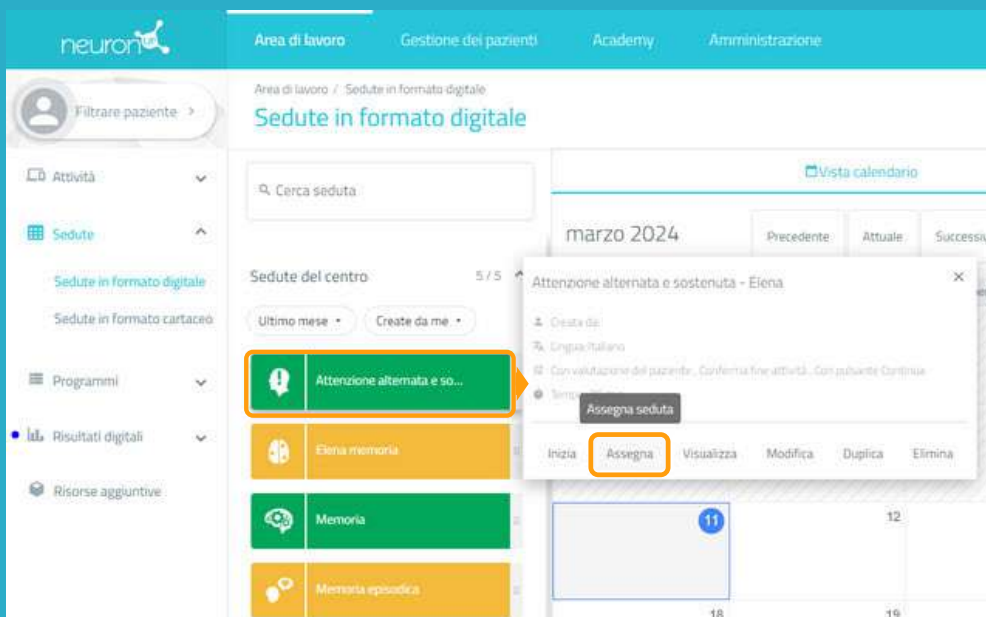 neuronUP
Area di lavoro
Gestione dei pazienti
Academy
Amministrazione
Filtrare paziente >
Area di lavoro / Sedute in formato digitale
Sedute in formato digitale
Attività
Sedute
Sedute in formato digitale
Sedute in formato cartaceo
Programmi
Risultati digitali
Risorse aggiuntive
Cerca seduta
Sedute del centro
5 / 5
Ultimo mese
Create da me
Attenzione alternata e so...
Elena memoria
Memoria
Memoria episodica
Vista calendario
marzo 2024
Precedente
Attuale
Attenzione alternata e sostenuta - Elena
Creata da:
Lingua: Italiano
Con valutazione del paziente , Conferma fine attività , Con pulsante Continua
Assegna seduta
Inizia
Assegna
Visualizza
Modifica
Duplica
Elimina
11
12
18
19